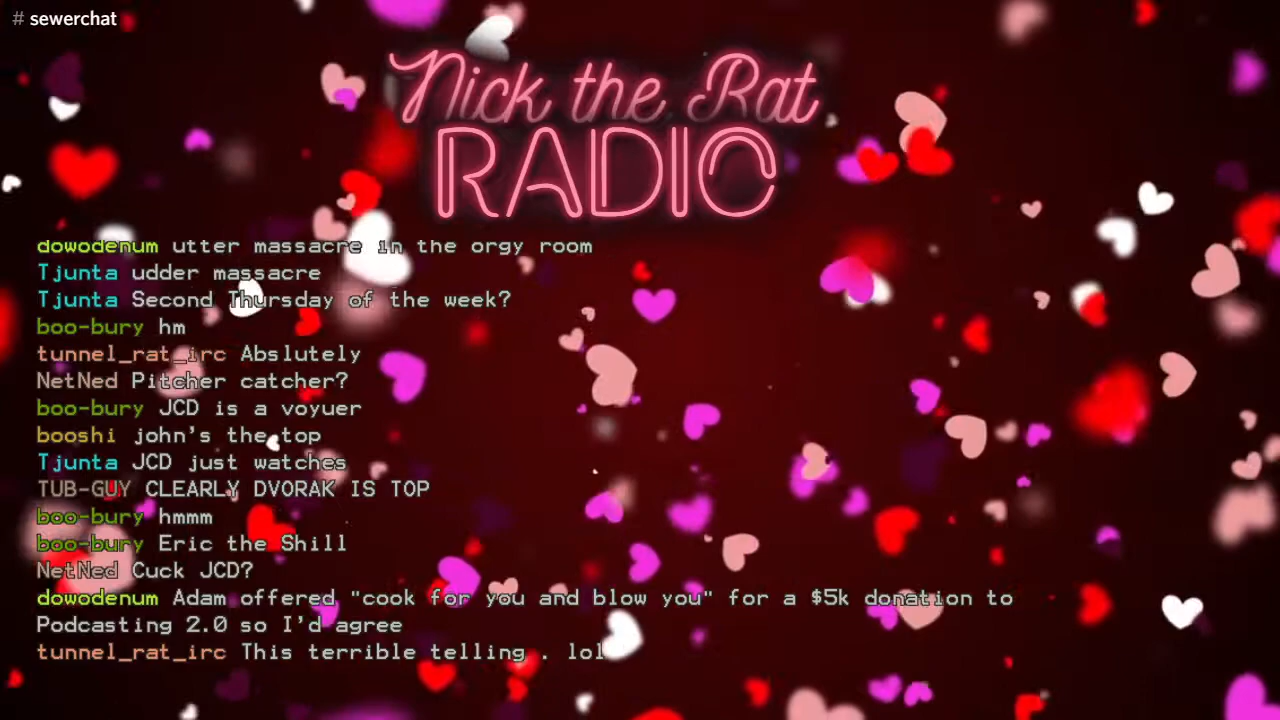 # sewerchat
Nick the Rat
RADIO
dowodenum utter massacre in the orgy room
Tjunta udder massacre
Tjunta Second Thursday of the week?
boo-bury hm
tunnel_rat_irc Abslutely
NetNed Pitcher catcher?
boo-bury JCD is a voyuer
booshi john's the top
Tjunta JCD just watches
TUB-GUY CLEARLY DVORAK IS TOP
boo-bury hmmm
boo-bury Eric the Shill
NetNed Cuck JCD?
dowodenum Adam offered "cook for you and blow you" for a $5k donation to
Podcasting 2.0 so I'd agree
tunnel_rat_irc This terrible telling . lol